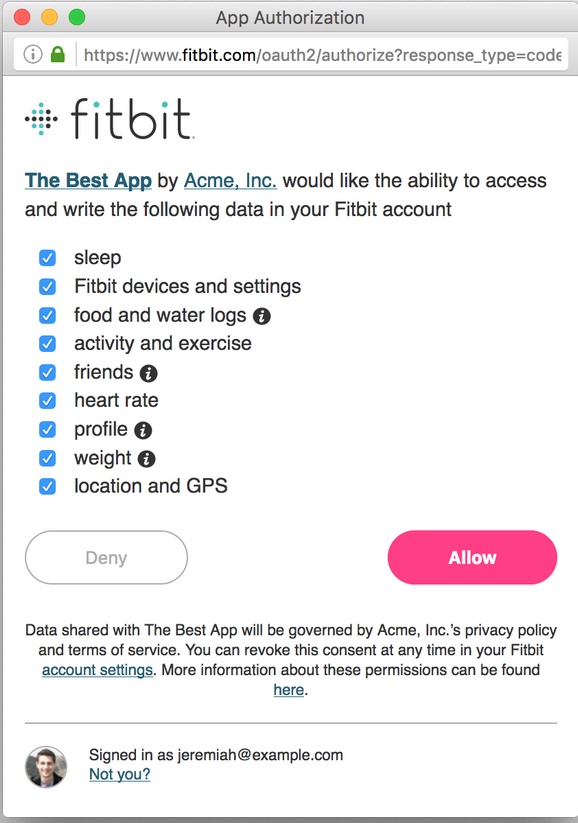 App Authorization
https://www.fitbit.com/oauth2/authorize?response_type=code
fitbit
The Best App by Acme, Inc. would like the ability to access
and write the following data in your Fitbit account
sleep
Fitbit devices and settings
food and water logs
activity and exercise
friends
heart rate
profile
weight
location and GPS
Deny
Allow
Data shared with The Best App will be governed by Acme, Inc.'s privacy policy
and terms of service. You can revoke this consent at any time in your Fitbit
account settings. More information about these permissions can be found
here.
Signed in as jeremiah@example.com
Not you?